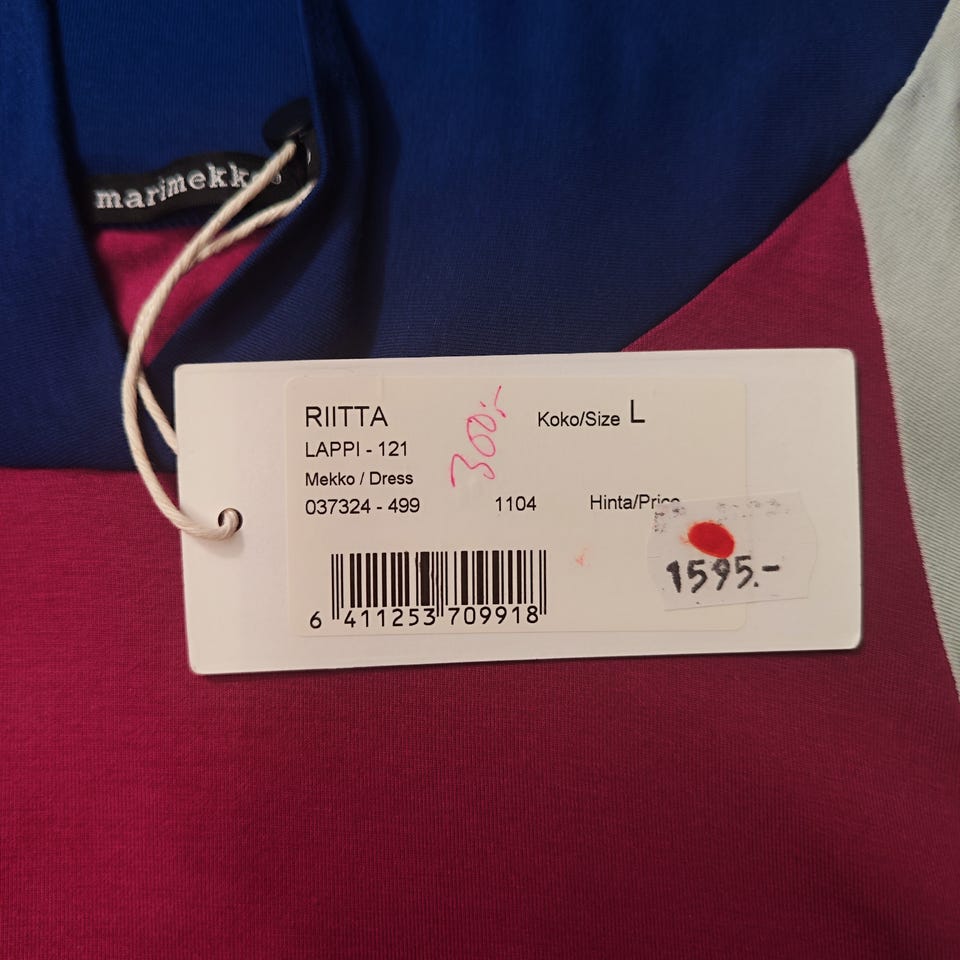 marimekko
RIITTA
Koko/Size L
LAPPI - 121
300:-
Mekko / Dress
037324 - 499 1104 Hinta/Price
1595.-
6 411253 709918